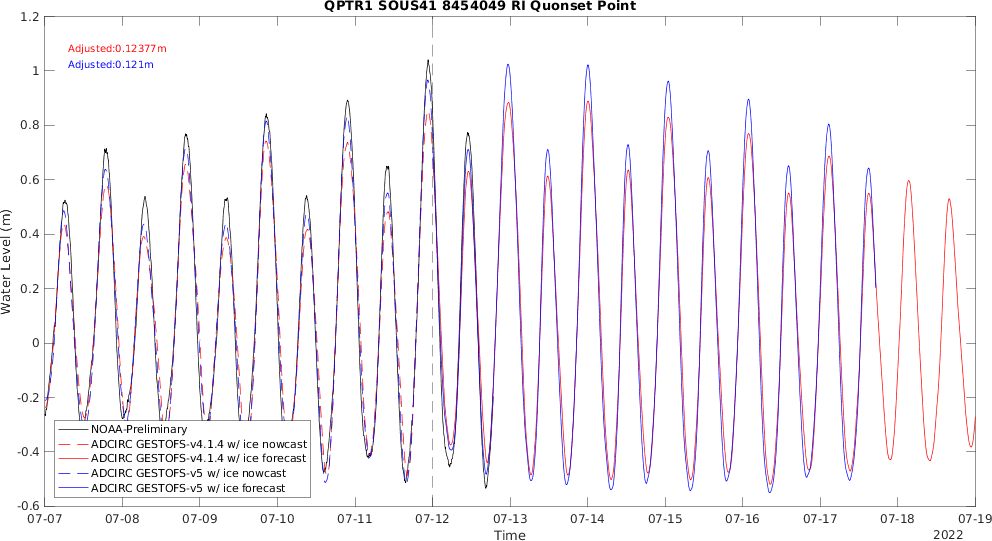 QPTR1 SOUS41 8454049 RI Quonset Point
1.2
1
0.8
0.6
0.4
0.2
0
-0.2
-0.4
-0.6
Water Level (m)
Adjusted:0.12377m
Adjusted:0.121m
NOAA-Preliminary
ADCIRC GESTOFS-v4.1.4 w/ ice nowcast
ADCIRC GESTOFS-v4.1.4 w/ ice forecast
ADCIRC GESTOFS-v5 w/ ice nowcast
ADCIRC GESTOFS-v5 w/ ice forecast
07-07 07-08 07-09 07-10 07-11 07-12 07-13 07-14 07-15 07-16 07-17 07-18 07-19
Time
2022